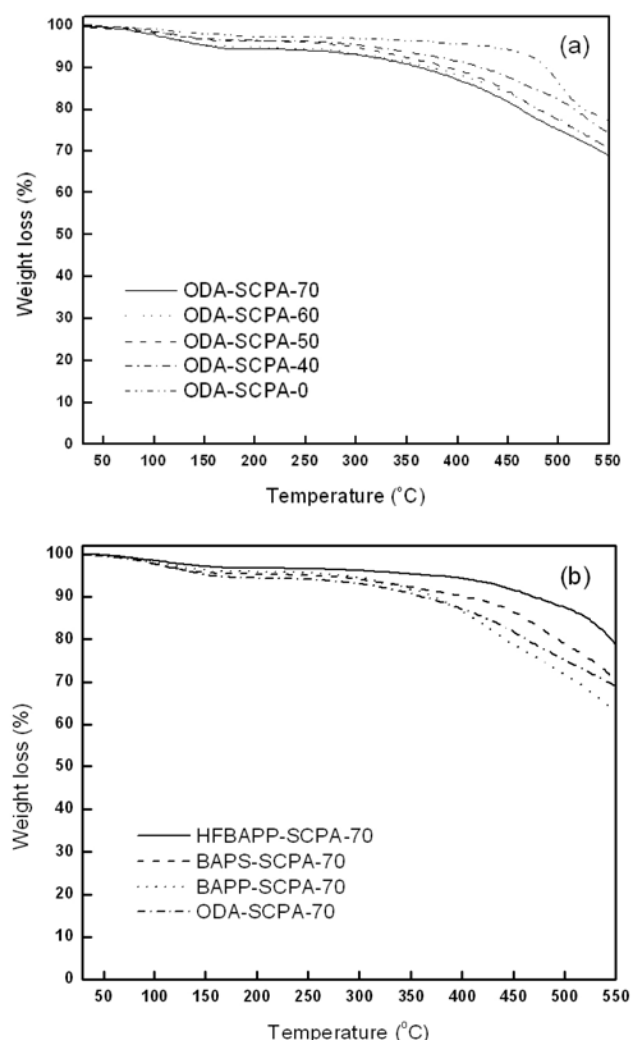 (a)
100
90
80
70
60
50
40
30
20
10
0
Weight loss (%)
ODA-SCPA-70
ODA-SCPA-60
ODA-SCPA-50
ODA-SCPA-40
ODA-SCPA-0
50 100 150 200 250 300 350 400 450 500 550
Temperature (°C)
(b)
100
90
80
70
60
50
40
30
20
10
0
Weight loss (%)
HFBAPP-SCPA-70
BAPS-SCPA-70
BAPP-SCPA-70
ODA-SCPA-70
50 100 150 200 250 300 350 400 450 500 550
Temperature (°C)